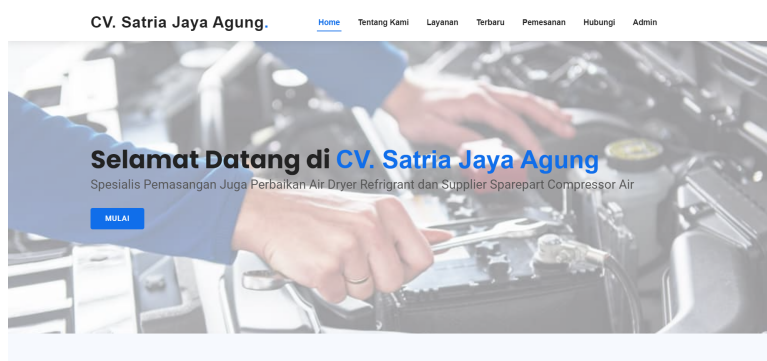 CV. Satria Jaya Agung.
Home Tentang Kami Layanan Terbaru Pemesanan Hubungi Admin
Selamat Datang di CV. Satria Jaya Agung
Spesialis Pemasangan Juga Perbaikan Air Dryer Refrigrant dan Supplier Sparepart Compressor Air
MULAI